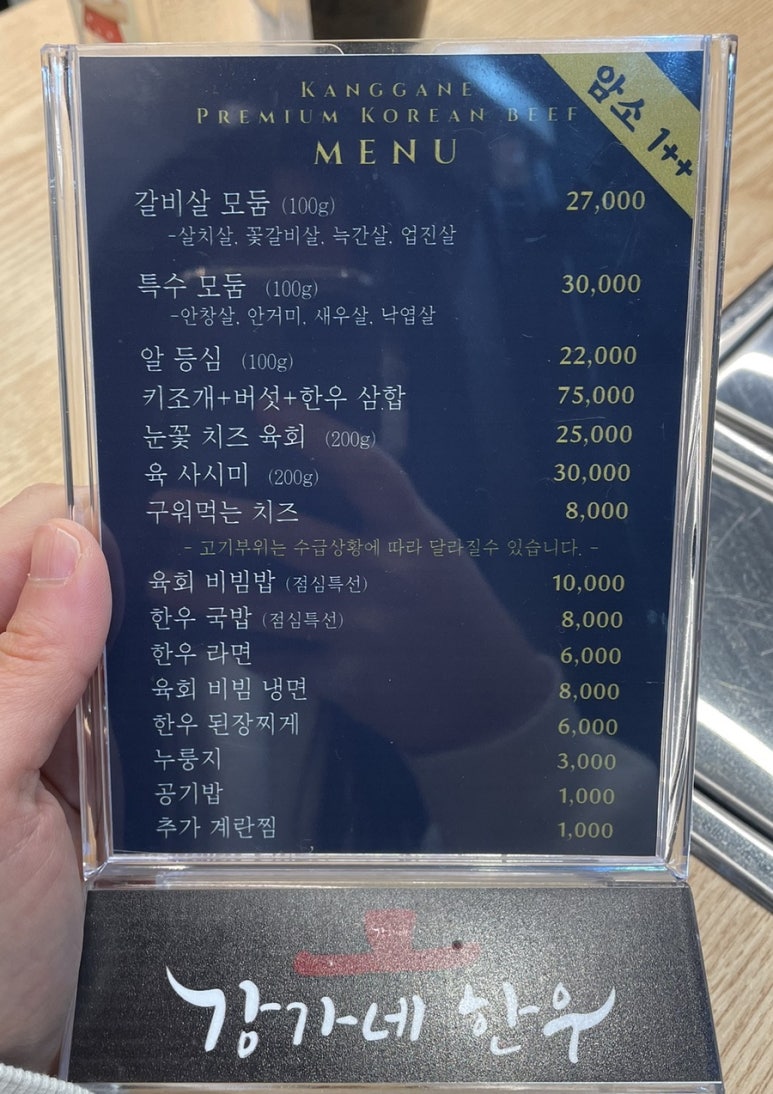 KANGGANE
PREMIUM KOREAN BEEF
MENU
암소 1++
갈비살 모둠 (100g) 27,000
-살치살, 꽃갈비살, 늑간살, 업진살
특수 모둠 (100g) 30,000
-안창살, 안거미, 새우살, 낙엽살
알 등심 (100g) 22,000
키조개+버섯+한우 삼합 75,000
눈꽃 치즈 육회 (200g) 25,000
육 사시미 (200g) 30,000
구워먹는 치즈 8,000
- 고기부위는 수급상황에 따라 달라질수 있습니다. -
육회 비빔밥 (점심특선) 10,000
한우 국밥 (점심특선) 8,000
한우 라면 6,000
육회 비빔 냉면 8,000
한우 된장찌게 6,000
누룽지 3,000
공기밥 1,000
추가 계란찜 1,000
강가네 한우